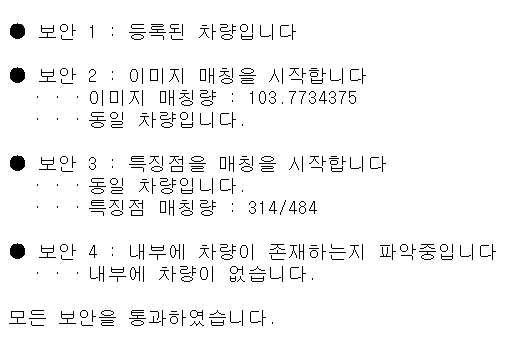 ● 보안 1 : 등록된 차량입니다
● 보안 2 : 이미지 매칭을 시작합니다
···이미지 매칭량 : 103.7734375
···동일 차량입니다.
● 보안 3 : 특징점을 매칭을 시작합니다
···동일 차량입니다.
···특징점 매칭량 : 314/484
● 보안 4 : 내부에 차량이 존재하는지 파악중입니다
···내부에 차량이 없습니다.
모든 보안을 통과하였습니다.